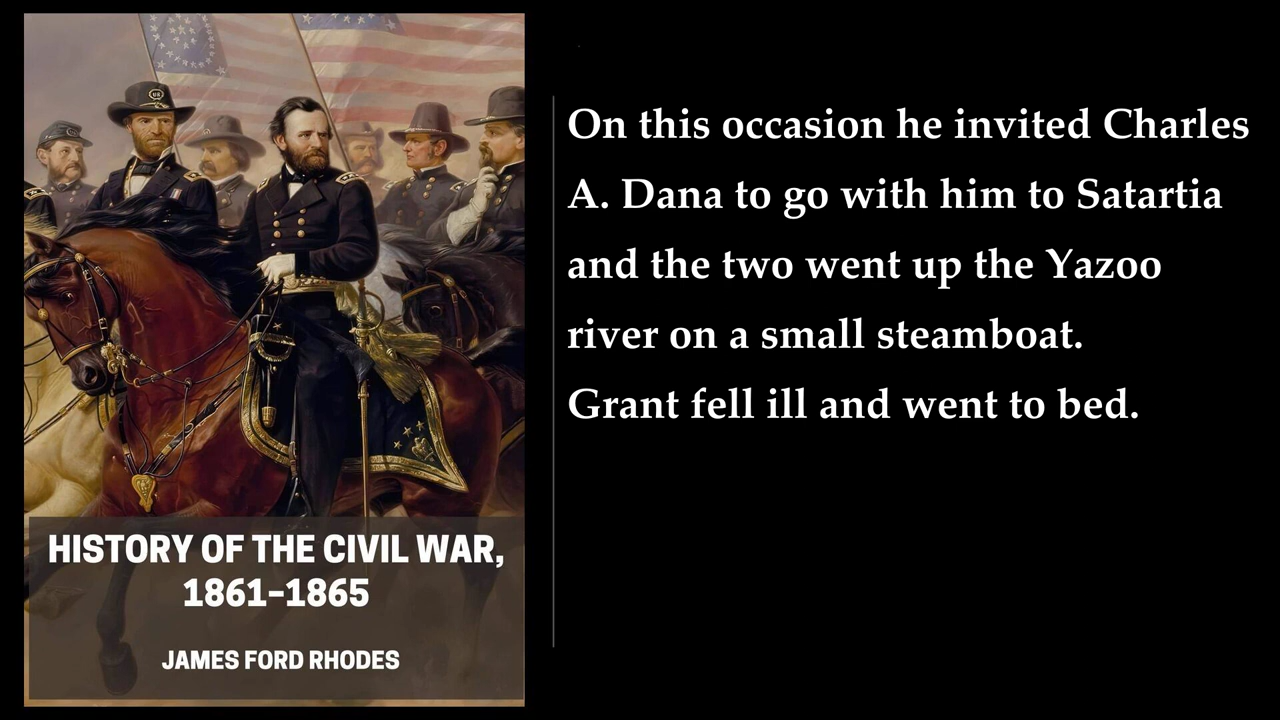 On this occasion he invited Charles
A. Dana to go with him to Satartia
and the two went up the Yazoo
river on a small steamboat.
Grant fell ill and went to bed.
HISTORY OF THE CIVIL WAR,
1861–1865
JAMES FORD RHODES